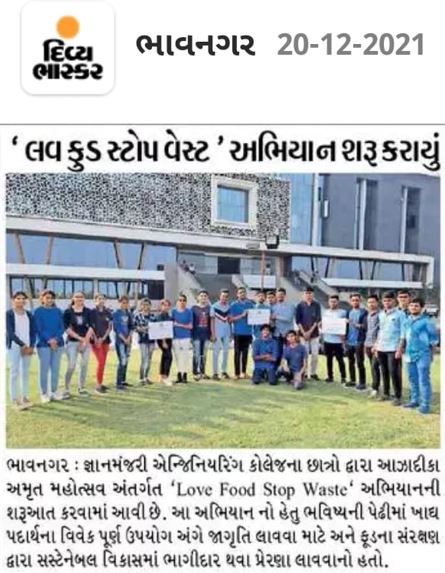 દિવ્ય
ભાસ્કર
ભાવનગર 20-12-2021
‘ લવ ફુડ સ્ટોપ વેસ્ટ ’ અભિયાન શરૂ કરાયું
ભાવનગર : જ્ઞાનમંજરી એન્જિનિયરિંગ કોલેજના છાત્રો દ્વારા આઝાદીકા
અમૃત મહોત્સવ અંતર્ગત ‘Love Food Stop Waste’ અભિયાનની
શરૂઆત કરવામાં આવી છે. આ અભિયાન નો હેતુ ભવિષ્યની પેઢીમાં ખાદ્ય
પદાર્થના વિવેક પૂર્ણ ઉપયોગ અંગે જાગૃતિ લાવવા માટે અને ફૂડના સંરક્ષણ
દ્વારા સસ્ટેનેબલ વિકાસમાં ભાગીદાર થવા પ્રેરણા લાવવાનો હતો.